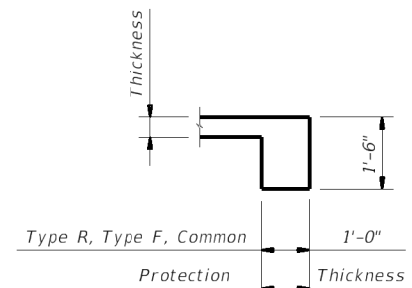 Thickness
1'-6"
Type R, Type F, Common 1'-0"
Protection Thickness